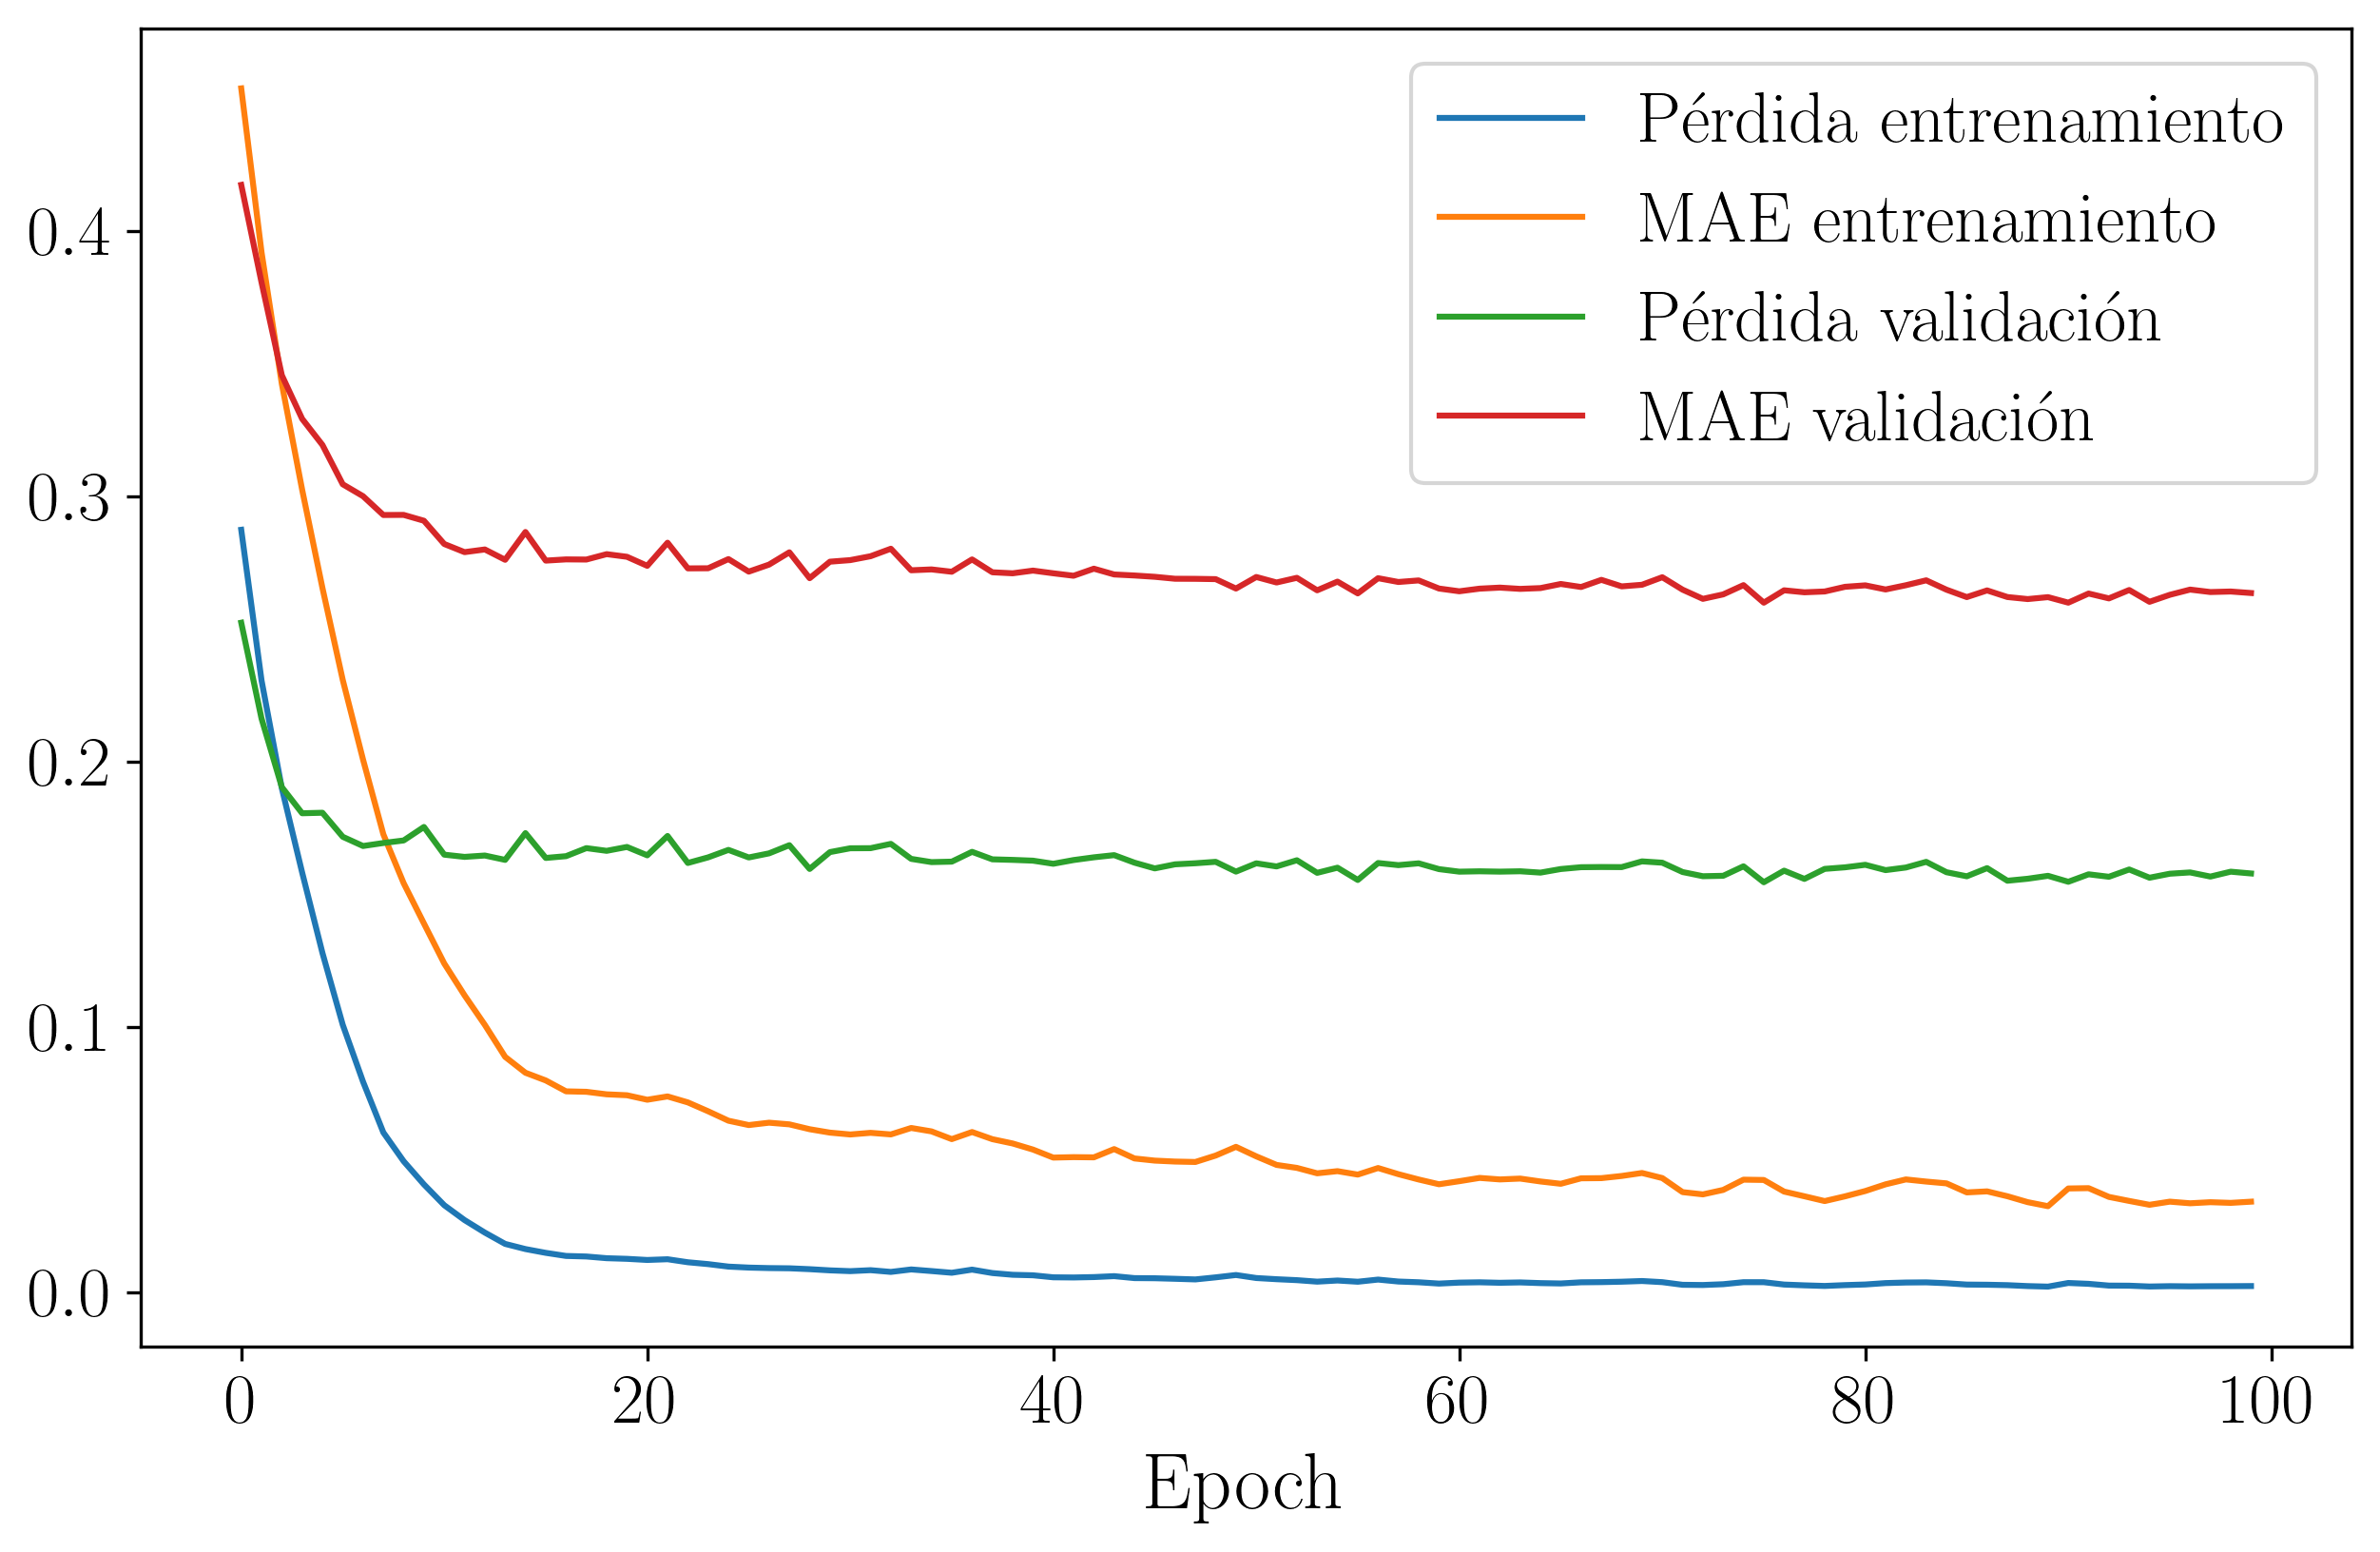 Pérdida entrenamiento
MAE entrenamiento
Pérdida validación
MAE validación
0.4
0.3
0.2
0.1
0.0
0 20 40 60 80 100
Epoch